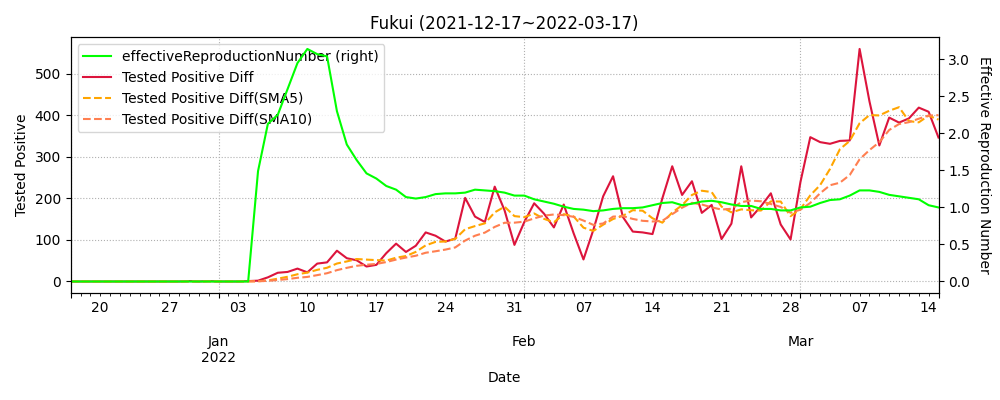 Fukui (2021-12-17~2022-03-17)
effectiveReproductionNumber (right)
Tested Positive Diff
Tested Positive Diff(SMA5)
Tested Positive Diff(SMA10)
Tested Positive
500
400
300
200
100
0
3.0
2.5
2.0
1.5
1.0
0.5
0.0
Effective Reproduction Number
20 27 03 10 17 24 31 07 14 21 28 07 14
Jan Feb Mar
2022
Date